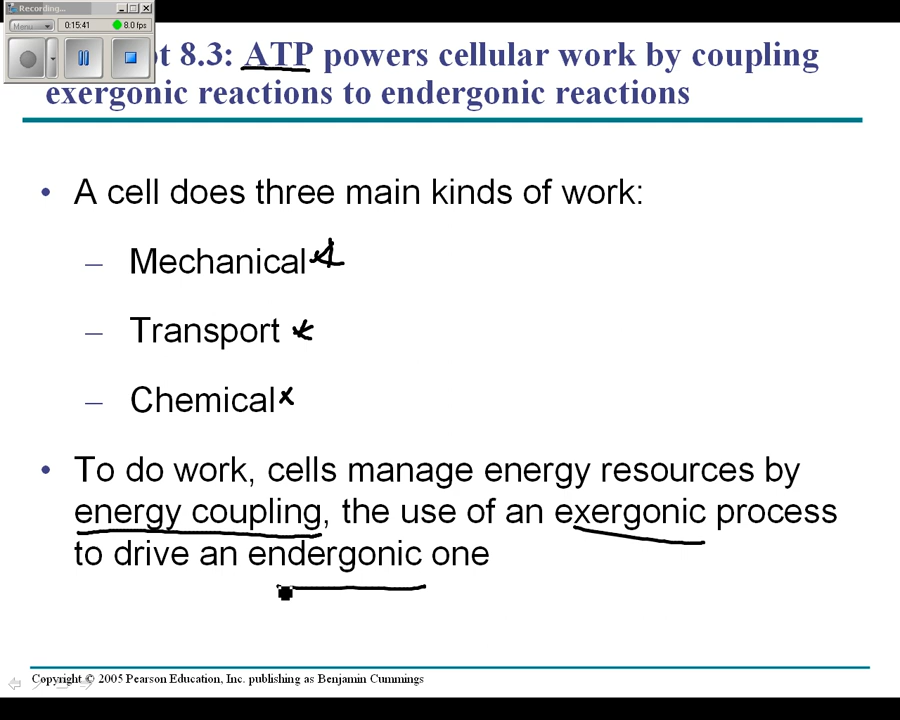 Recording...
Menu
0:15:41
8.0 fps
pt 8.3: ATP powers cellular work by coupling
exergonic reactions to endergonic reactions
• A cell does three main kinds of work:
– Mechanical
– Transport
– Chemical
• To do work, cells manage energy resources by
energy coupling, the use of an exergonic process
to drive an endergonic one
Copyright © 2005 Pearson Education, Inc. publishing as Benjamin Cummings